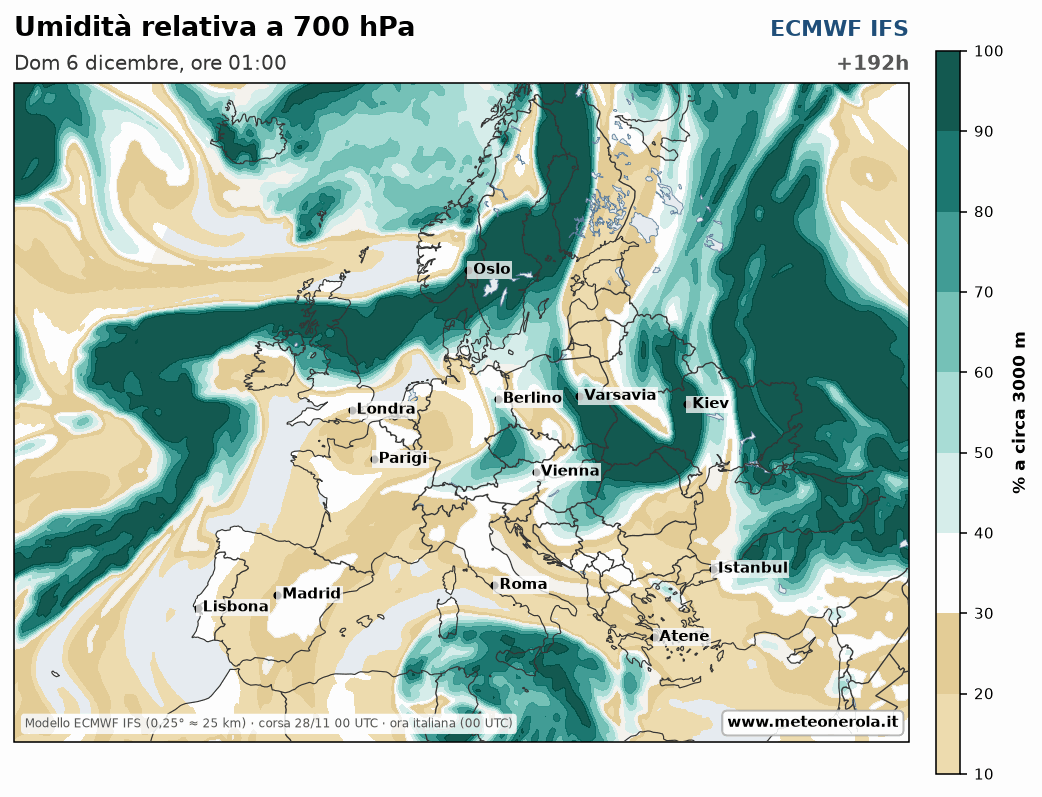 Umidità relativa a 700 hPa
ECMWF IFS
Dom 6 dicembre, ore 01:00
+192h
100
90
80
70
60
50
40
30
20
10
% a circa 3000 m
Oslo
Berlino
Varsavia
Kiev
Londra
Parigi
Vienna
Istanbul
Roma
Madrid
Lisbona
Atene
Modello ECMWF IFS (0,25° ≈ 25 km) · corsa 28/11 00 UTC · ora italiana (00 UTC)
www.meteonerola.it